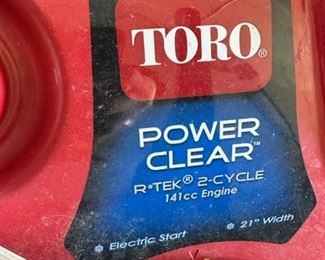 TORO®
POWER
CLEAR™
R*TEK® 2-CYCLE
141cc Engine
* Electric Start * 21" Width